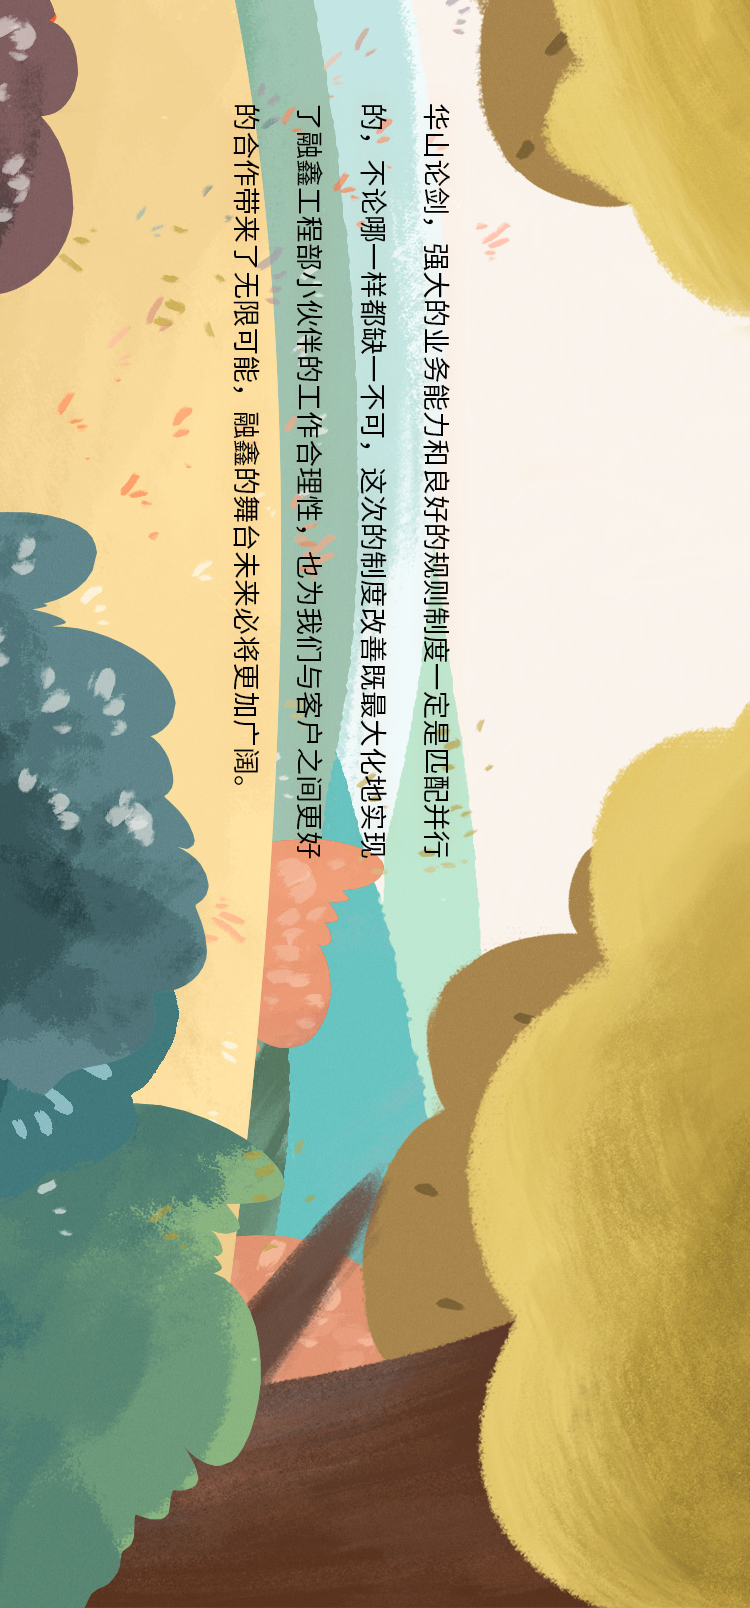 华山论剑，强大的业务能力和良好的规则制度一定是匹配并行
的，不论哪一样都缺一不可，这次的制度改善既最大化地实现
了融鑫工程部小伙伴的工作合理性，也为我们与客户之间更好
的合作带来了无限可能，融鑫的舞台未来必将更加广阔。